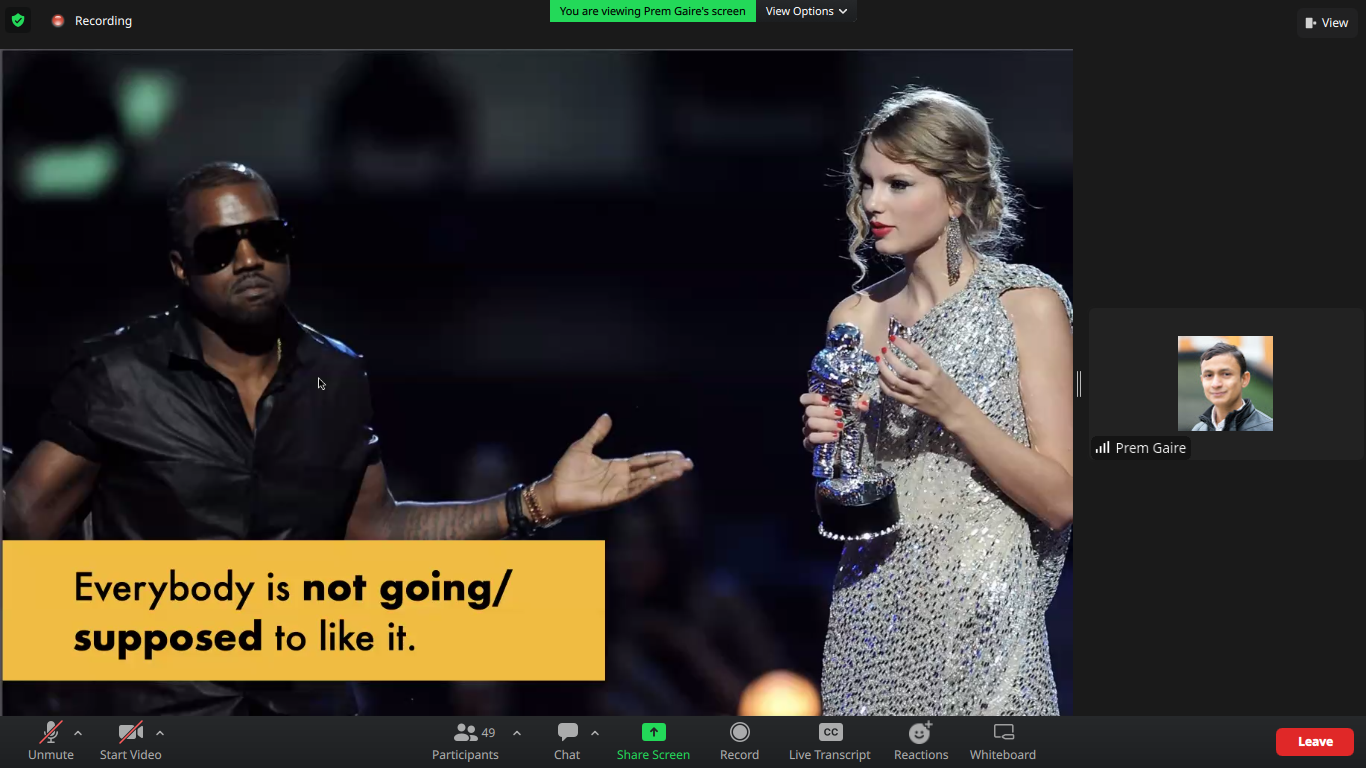 Recording
You are viewing Prem Gaire's screen
View Options
View
Everybody is not going/
supposed to like it.
Prem Gaire
Unmute
Start Video
49
Participants
Chat
Share Screen
Record
CC
Live Transcript
Reactions
Whiteboard
Leave